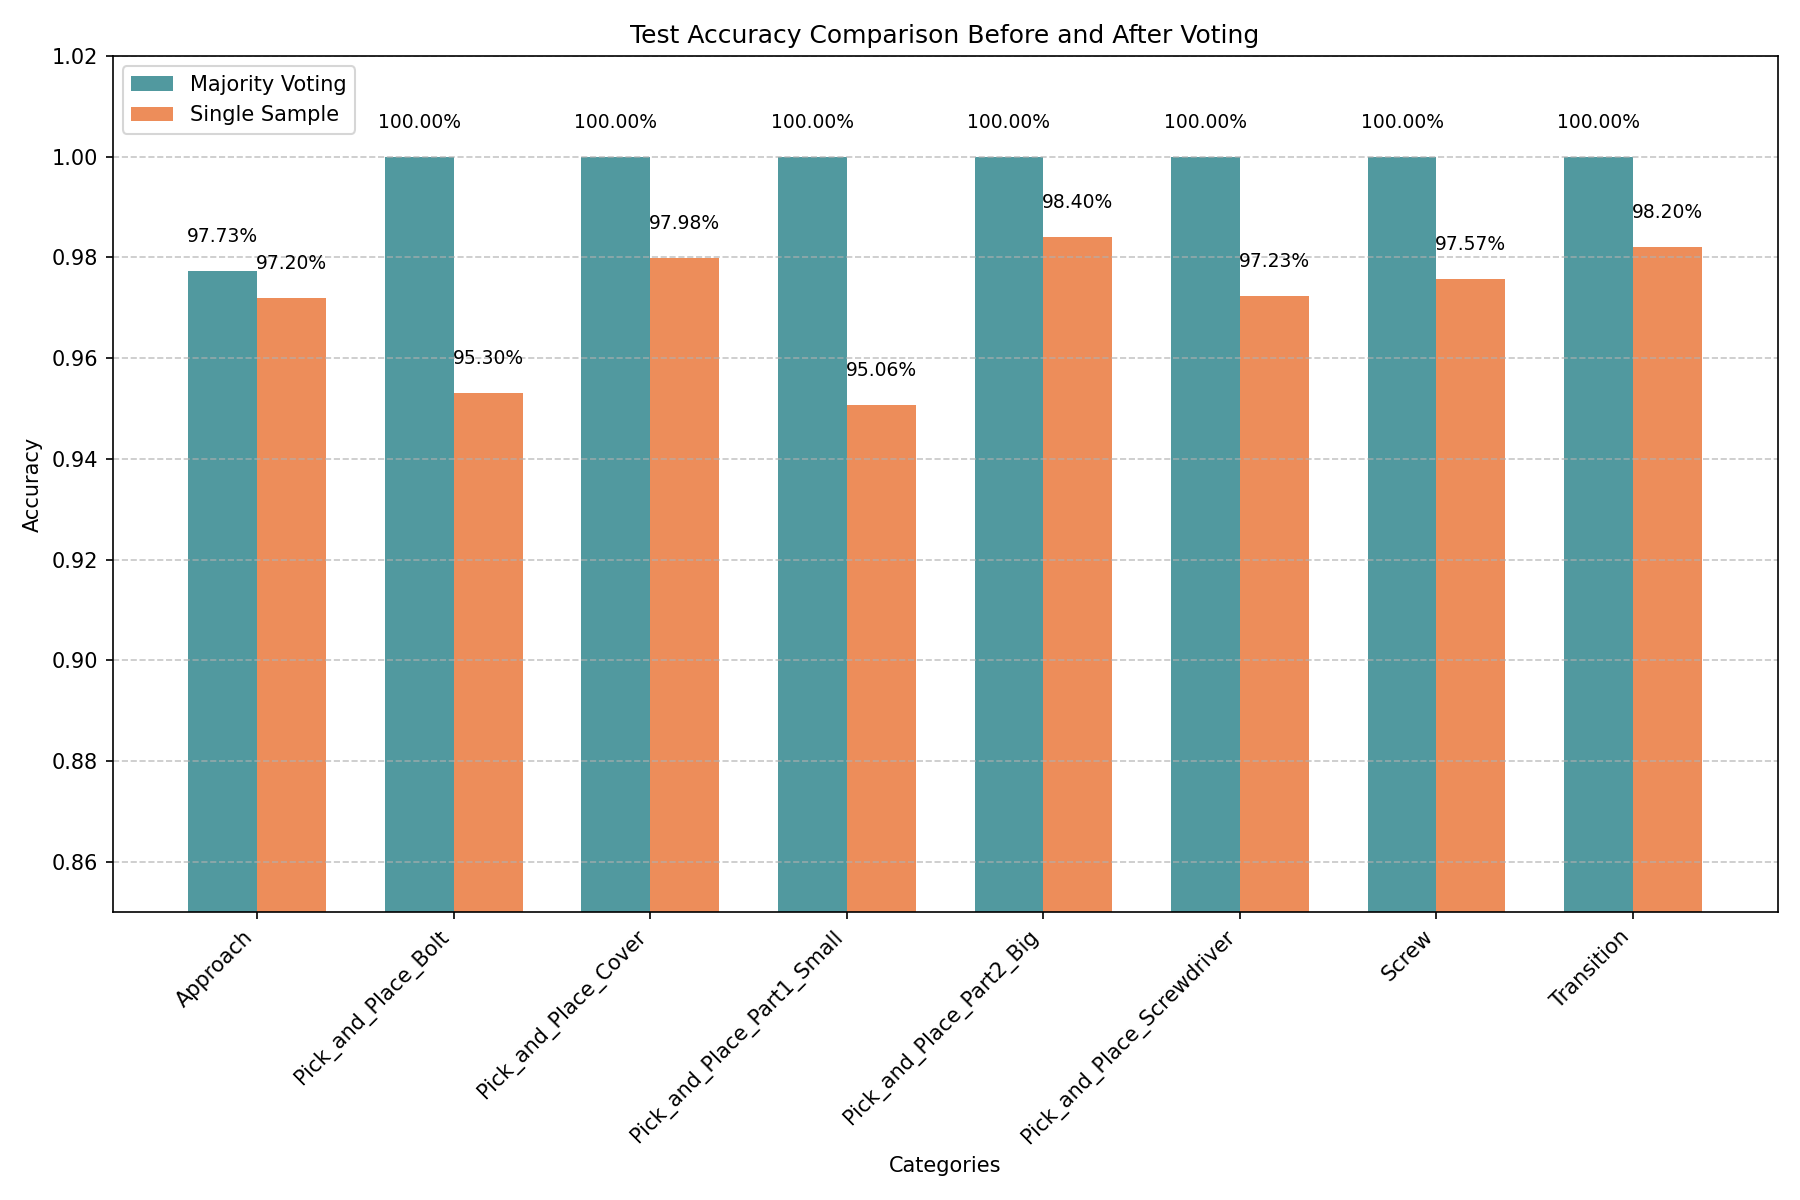 Test Accuracy Comparison Before and After Voting
Majority Voting
Single Sample
1.02
1.00
0.98
0.96
0.94
0.92
0.90
0.88
0.86
Accuracy
97.73%
97.20%
100.00%
95.30%
100.00%
97.98%
100.00%
95.06%
100.00%
98.40%
100.00%
97.23%
100.00%
97.57%
100.00%
98.20%
Approach
Pick_and_Place_Bolt
Pick_and_Place_Cover
Pick_and_Place_Part1_Small
Pick_and_Place_Part2_Big
Pick_and_Place_Screwdriver
Screw
Transition
Categories